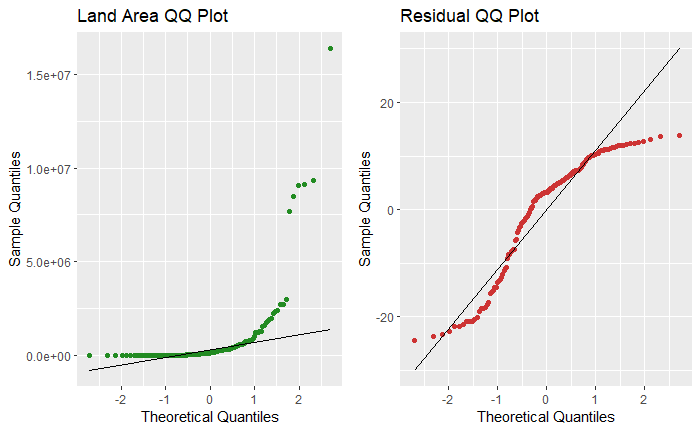 Land Area QQ Plot
1.5e+07
1.0e+07
5.0e+06
0.0e+00
Sample Quantiles
-2 -1 0 1 2
Theoretical Quantiles
Residual QQ Plot
20
0
-20
Sample Quantiles
-2 -1 0 1 2
Theoretical Quantiles